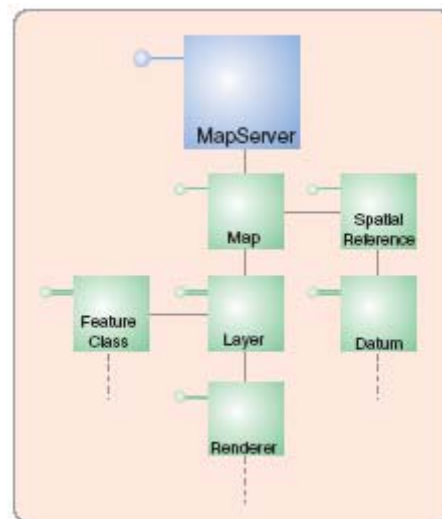 MapServer
Map
Spatial
Reference
Feature
Class
Layer
Datum
Renderer